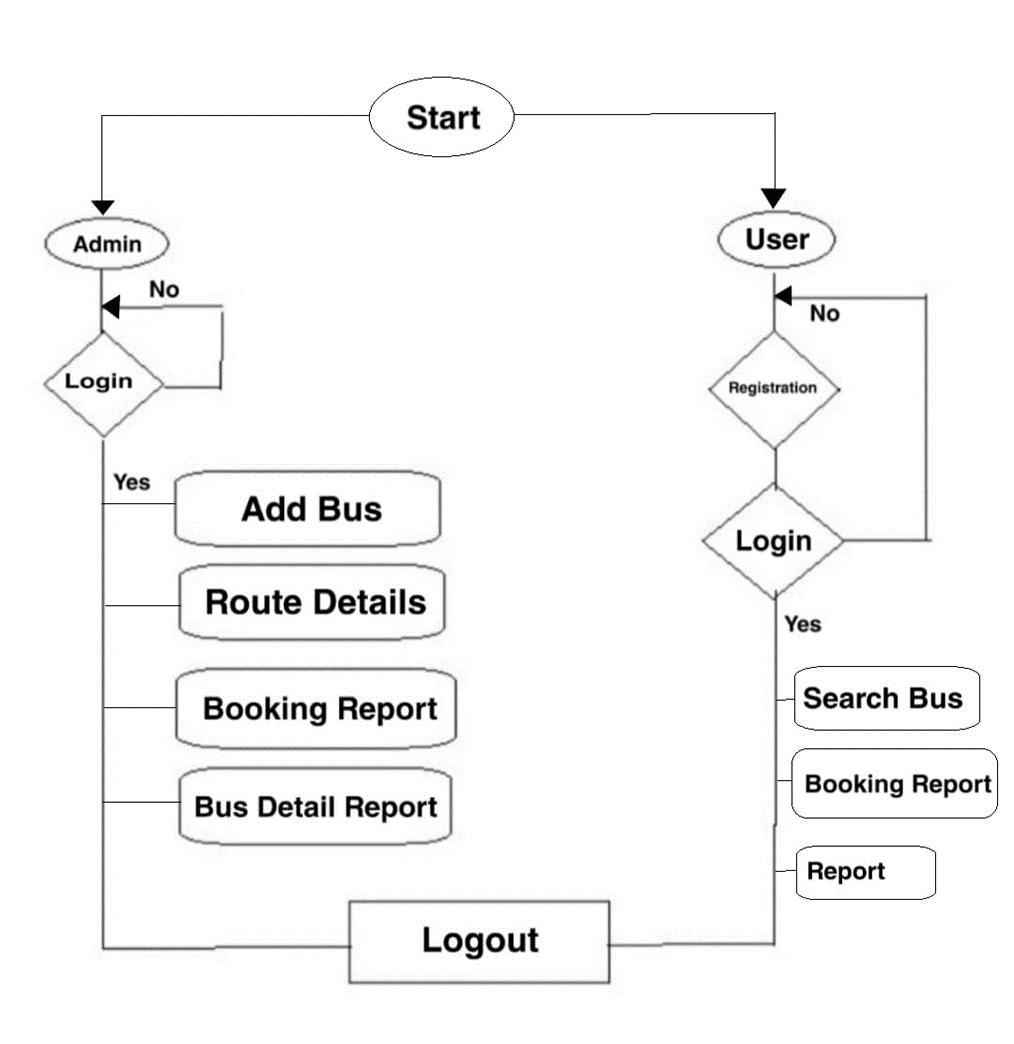 Start
Admin
User
No
No
Login
Registration
Yes
Add Bus
Login
Route Details
Yes
Search Bus
Booking Report
Booking Report
Bus Detail Report
Report
Logout